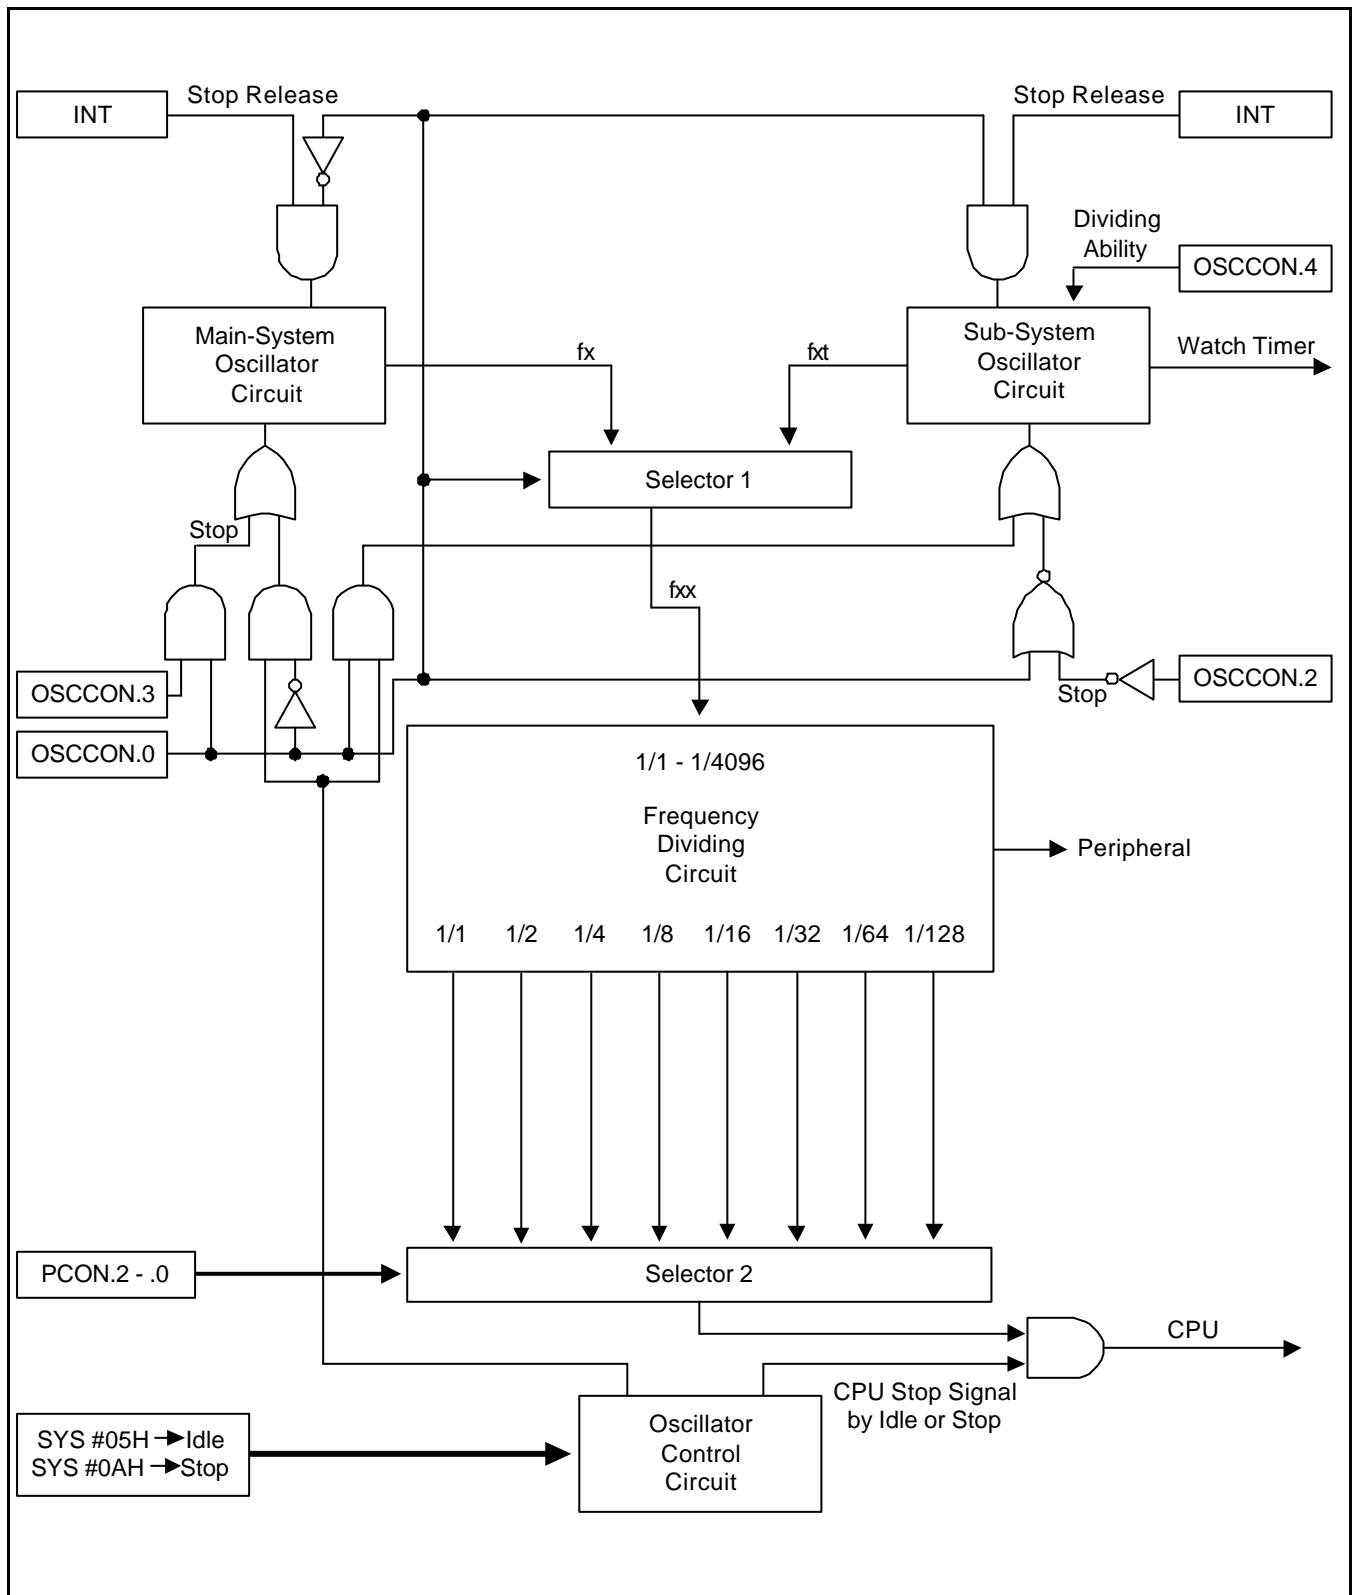 Stop Release
Stop Release
INT
INT
Dividing
Ability
OSCCON.4
Main-System
Oscillator
Circuit
fx
fxt
Sub-System
Oscillator
Circuit
Watch Timer
Selector 1
Stop
fxx
OSCCON.3
Stop
OSCCON.2
OSCCON.0
1/1 - 1/4096
Frequency
Dividing
Circuit
Peripheral
1/1 1/2 1/4 1/8 1/16 1/32 1/64 1/128
PCON.2 - .0
Selector 2
CPU
CPU Stop Signal
by Idle or Stop
Oscillator
Control
Circuit
SYS #05H → Idle
SYS #0AH → Stop